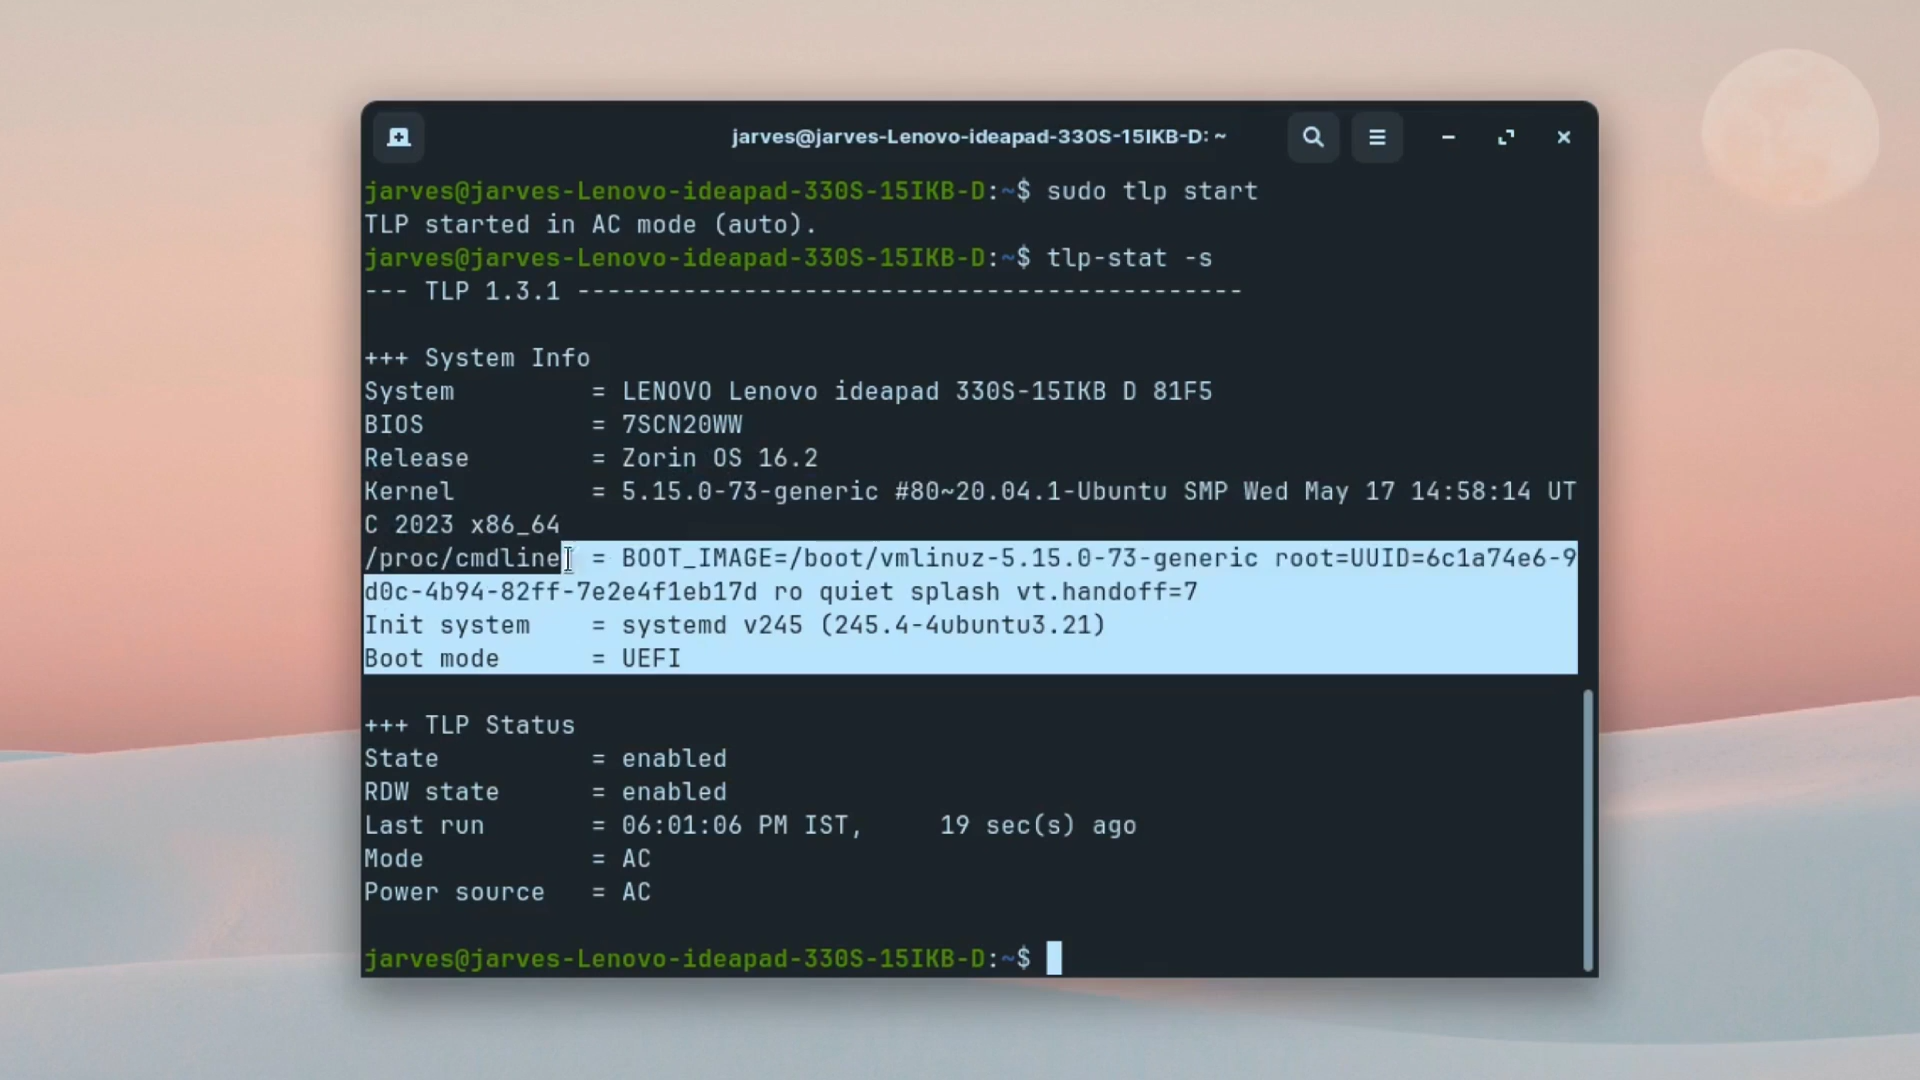 jarves@jarves-Lenovo-ideapad-330S-15IKB-D: ~
jarves@jarves-Lenovo-ideapad-330S-15IKB-D:~$ sudo tlp start
TLP started in AC mode (auto).
jarves@jarves-Lenovo-ideapad-330S-15IKB-D:~$ tlp-stat -s
--- TLP 1.3.1 --------------------------------------------
+++ System Info
System         = LENOVO Lenovo ideapad 330S-15IKB D 81F5
BIOS           = 7SCN20WW
Release        = Zorin OS 16.2
Kernel         = 5.15.0-73-generic #80~20.04.1-Ubuntu SMP Wed May 17 14:58:14 UT
C 2023 x86_64
/proc/cmdline  = BOOT_IMAGE=/boot/vmlinuz-5.15.0-73-generic root=UUID=6c1a74e6-9
d0c-4b94-82ff-7e2e4f1eb17d ro quiet splash vt.handoff=7
Init system    = systemd v245 (245.4-4ubuntu3.21)
Boot mode      = UEFI
+++ TLP Status
State          = enabled
RDW state      = enabled
Last run       = 06:01:06 PM IST,     19 sec(s) ago
Mode           = AC
Power source   = AC
jarves@jarves-Lenovo-ideapad-330S-15IKB-D:~$